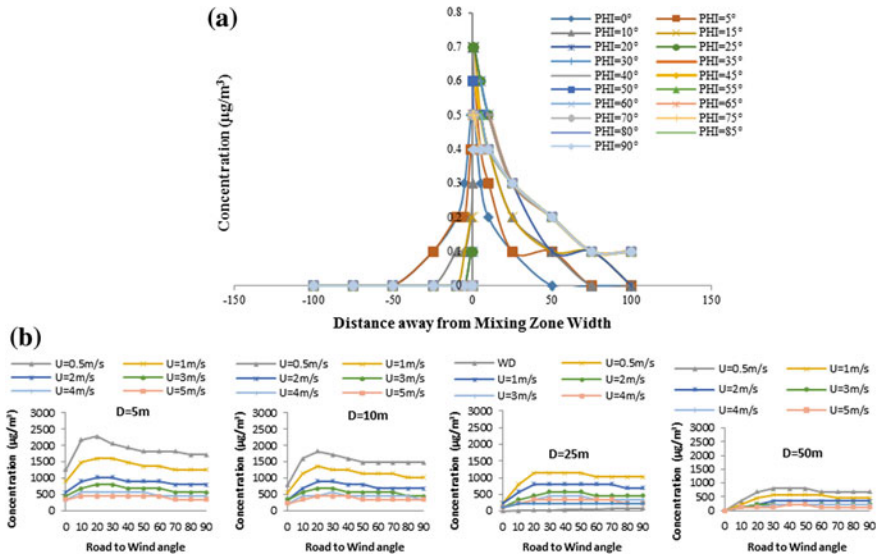 (a)
0.8
0.7
0.6
0.5
0.4
0.3
0.2
0.1
0
Concentration (µg/m³)
-150 -100 -50 0 50 100 150
Distance away from Mixing Zone Width
PHI=0° PHI=5°
PHI=10° PHI=15°
PHI=20° PHI=25°
PHI=30° PHI=35°
PHI=40° PHI=45°
PHI=50° PHI=55°
PHI=60° PHI=65°
PHI=70° PHI=75°
PHI=80° PHI=85°
PHI=90°
(b)
U=0.5m/s U=1m/s
U=2m/s U=3m/s
U=4m/s U=5m/s
D=5m
Concentration (µg/m³)
3000
2500
2000
1500
1000
500
0
0 10 20 30 40 50 60 70 80 90
Road to Wind angle
U=0.5m/s U=1m/s
U=2m/s U=3m/s
U=4m/s U=5m/s
D=10m
Concentration (µg/m³)
3000
2500
2000
1500
1000
500
0
0 10 20 30 40 50 60 70 80 90
Road to Wind angle
WD U=0.5m/s
U=1m/s U=2m/s
U=3m/s U=4m/s
D=25m
Concentration (µg/m³)
3000
2500
2000
1500
1000
500
0
0 10 20 30 40 50 60 70 80 90
Road to Wind angle
U=0.5m/s U=1m/s
U=2m/s U=3m/s
U=4m/s U=5m/s
D=50m
Concentration (µg/m³)
3000
2500
2000
1500
1000
500
0
0 10 20 30 40 50 60 70 80 90
Road to Wind angle